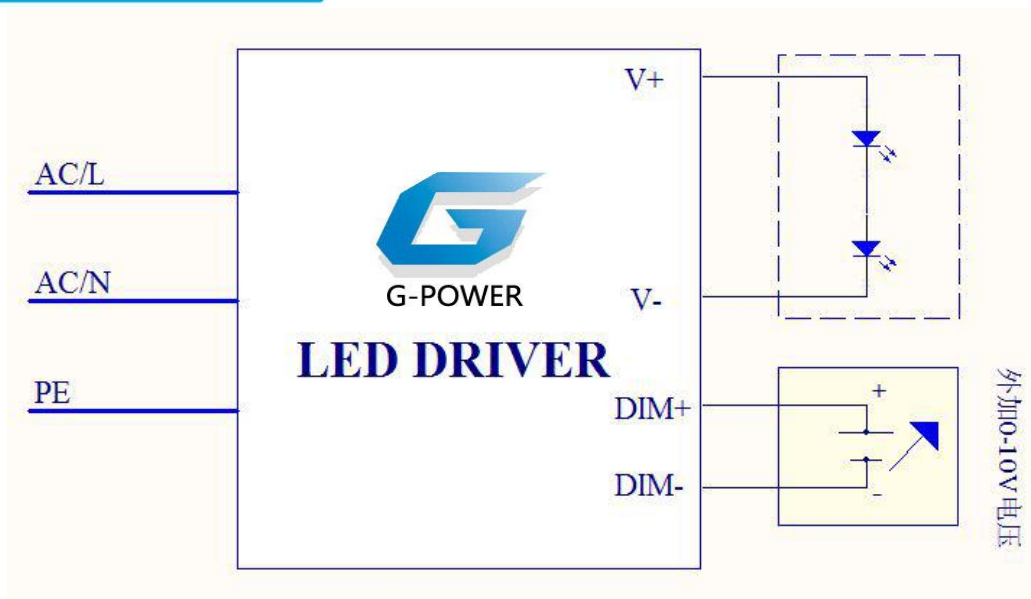 AC/L
AC/N
PE
G-POWER
LED DRIVER
V+
V-
DIM+
DIM-
+
-
外加0-10V电压